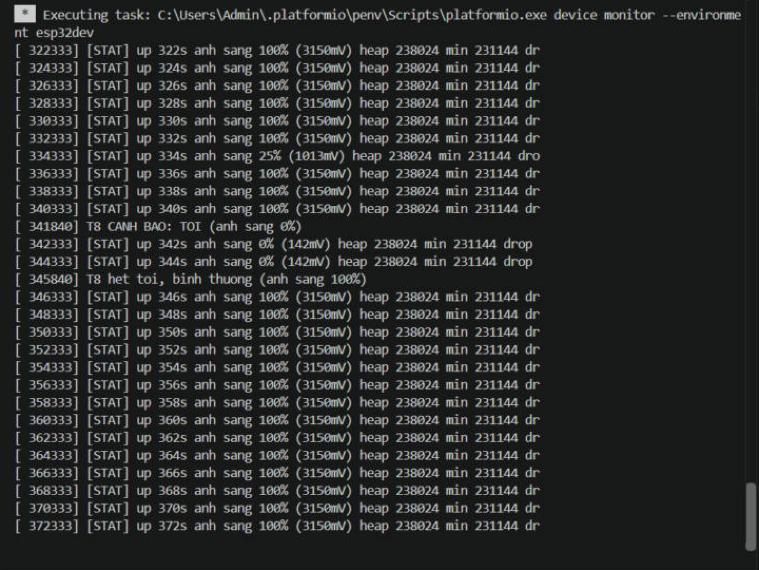 * Executing task: C:\Users\Admin\.platformio\penv\Scripts\platformio.exe device monitor --environme
nt esp32dev
[ 322333] [STAT] up 322s anh sang 100% (3150mV) heap 238024 min 231144 dr
[ 324333] [STAT] up 324s anh sang 100% (3150mV) heap 238024 min 231144 dr
[ 326333] [STAT] up 326s anh sang 100% (3150mV) heap 238024 min 231144 dr
[ 328333] [STAT] up 328s anh sang 100% (3150mV) heap 238024 min 231144 dr
[ 330333] [STAT] up 330s anh sang 100% (3150mV) heap 238024 min 231144 dr
[ 332333] [STAT] up 332s anh sang 100% (3150mV) heap 238024 min 231144 dr
[ 334333] [STAT] up 334s anh sang 25% (1013mV) heap 238024 min 231144 dro
[ 336333] [STAT] up 336s anh sang 100% (3150mV) heap 238024 min 231144 dr
[ 338333] [STAT] up 338s anh sang 100% (3150mV) heap 238024 min 231144 dr
[ 340333] [STAT] up 340s anh sang 100% (3150mV) heap 238024 min 231144 dr
[ 341840] T8 CANH BAO: TOI (anh sang 0%)
[ 342333] [STAT] up 342s anh sang 0% (142mV) heap 238024 min 231144 drop
[ 344333] [STAT] up 344s anh sang 0% (142mV) heap 238024 min 231144 drop
[ 345840] T8 het toi, binh thuong (anh sang 100%)
[ 346333] [STAT] up 346s anh sang 100% (3150mV) heap 238024 min 231144 dr
[ 348333] [STAT] up 348s anh sang 100% (3150mV) heap 238024 min 231144 dr
[ 350333] [STAT] up 350s anh sang 100% (3150mV) heap 238024 min 231144 dr
[ 352333] [STAT] up 352s anh sang 100% (3150mV) heap 238024 min 231144 dr
[ 354333] [STAT] up 354s anh sang 100% (3150mV) heap 238024 min 231144 dr
[ 356333] [STAT] up 356s anh sang 100% (3150mV) heap 238024 min 231144 dr
[ 358333] [STAT] up 358s anh sang 100% (3150mV) heap 238024 min 231144 dr
[ 360333] [STAT] up 360s anh sang 100% (3150mV) heap 238024 min 231144 dr
[ 362333] [STAT] up 362s anh sang 100% (3150mV) heap 238024 min 231144 dr
[ 364333] [STAT] up 364s anh sang 100% (3150mV) heap 238024 min 231144 dr
[ 366333] [STAT] up 366s anh sang 100% (3150mV) heap 238024 min 231144 dr
[ 368333] [STAT] up 368s anh sang 100% (3150mV) heap 238024 min 231144 dr
[ 370333] [STAT] up 370s anh sang 100% (3150mV) heap 238024 min 231144 dr
[ 372333] [STAT] up 372s anh sang 100% (3150mV) heap 238024 min 231144 dr